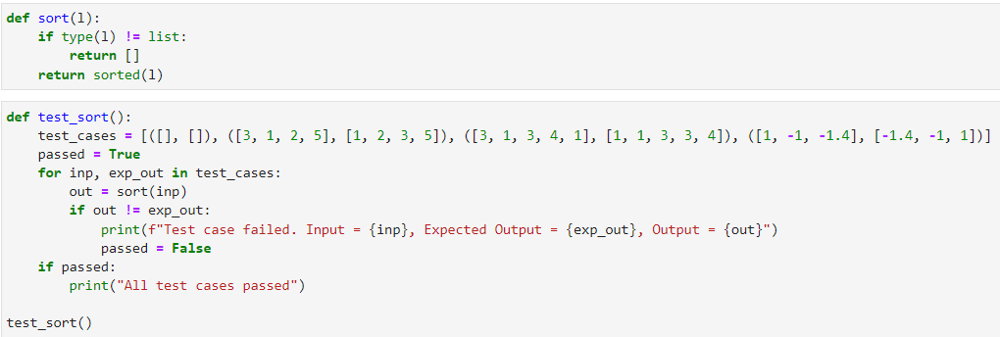 def sort(l):
    if type(l) != list:
        return []
    return sorted(l)
def test_sort():
    test_cases = [([], []), ([3, 1, 2, 5], [1, 2, 3, 5]), ([3, 1, 3, 4, 1], [1, 1, 3, 3, 4]), ([1, -1, -1.4], [-1.4, -1, 1])]
    passed = True
    for inp, exp_out in test_cases:
        out = sort(inp)
        if out != exp_out:
            print(f"Test case failed. Input = {inp}, Expected Output = {exp_out}, Output = {out}")
            passed = False
    if passed:
        print("All test cases passed")
test_sort()